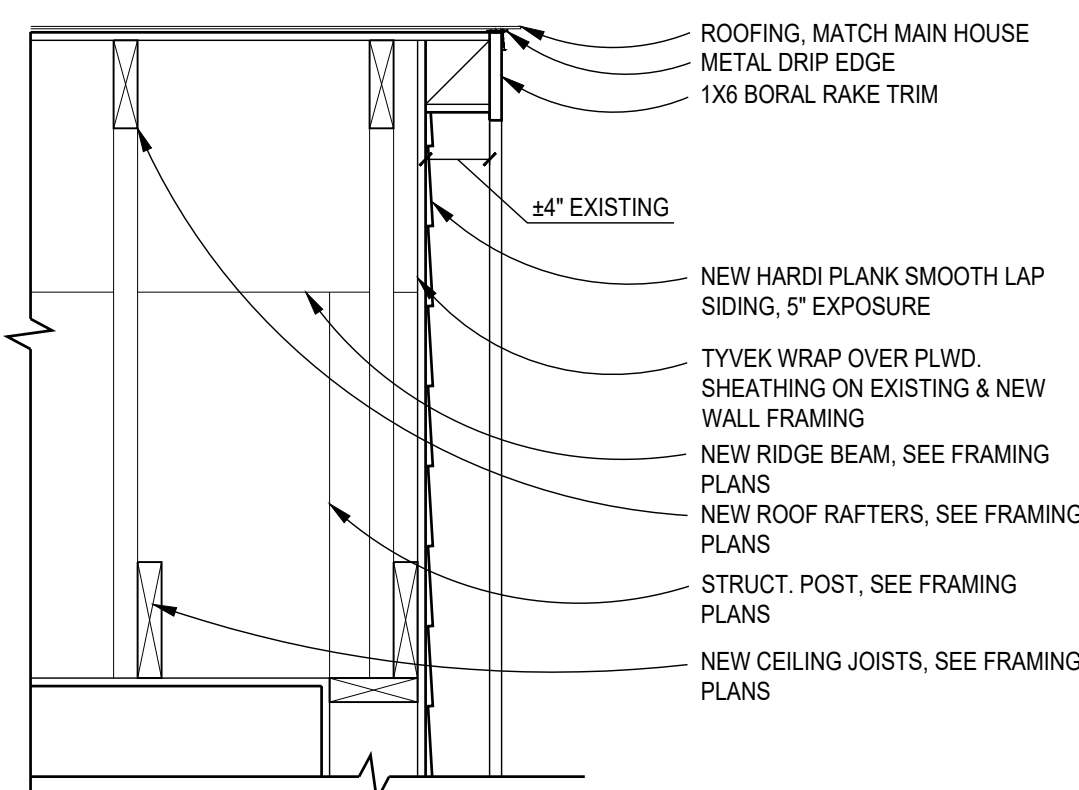 ROOFING, MATCH MAIN HOUSE
METAL DRIP EDGE
1X6 BORAL RAKE TRIM
±4" EXISTING
NEW HARDI PLANK SMOOTH LAP
SIDING, 5" EXPOSURE
TYVEK WRAP OVER PLWD.
SHEATHING ON EXISTING & NEW
WALL FRAMING
NEW RIDGE BEAM, SEE FRAMING
PLANS
NEW ROOF RAFTERS, SEE FRAMING
PLANS
STRUCT. POST, SEE FRAMING
PLANS
NEW CEILING JOISTS, SEE FRAMING
PLANS